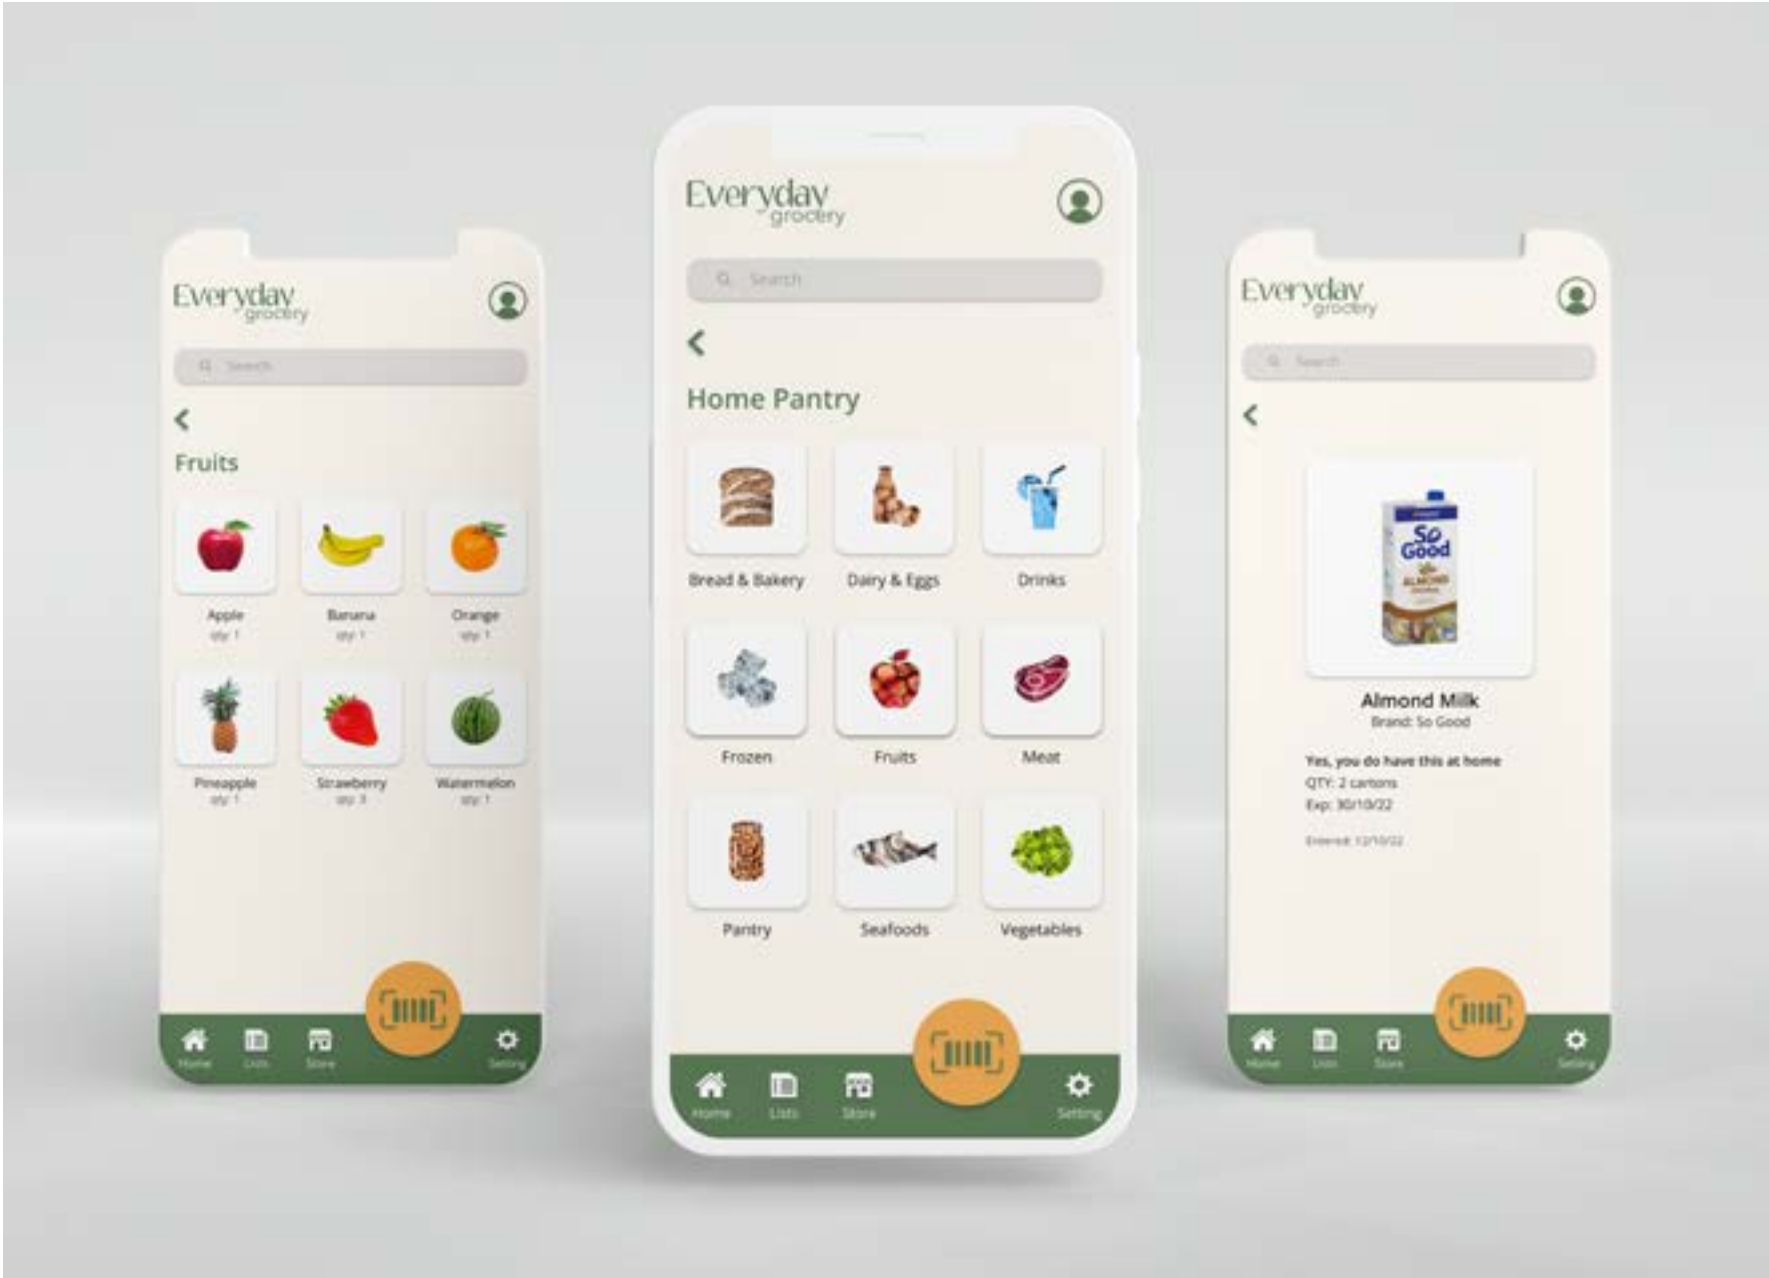 Everyday
grocery
Search
Fruits
Apple
Banana
Orange
qty: 1
qty: 1
qty: 1
Pineapple
Strawberry
Watermelon
qty: 1
qty: 3
qty: 1
Home
Lists
Store
Setting
Everyday
grocery
Search
Home Pantry
Bread & Bakery
Dairy & Eggs
Drinks
Frozen
Fruits
Meat
Pantry
Seafoods
Vegetables
Home
Lists
Store
Setting
Everyday
grocery
Search
So
Good
ALMOND
Almond Milk
Brand: So Good
Yes, you do have this at home
QTY: 2 cartons
Exp: 30/10/22
Entered: 12/10/22
Home
Lists
Store
Setting